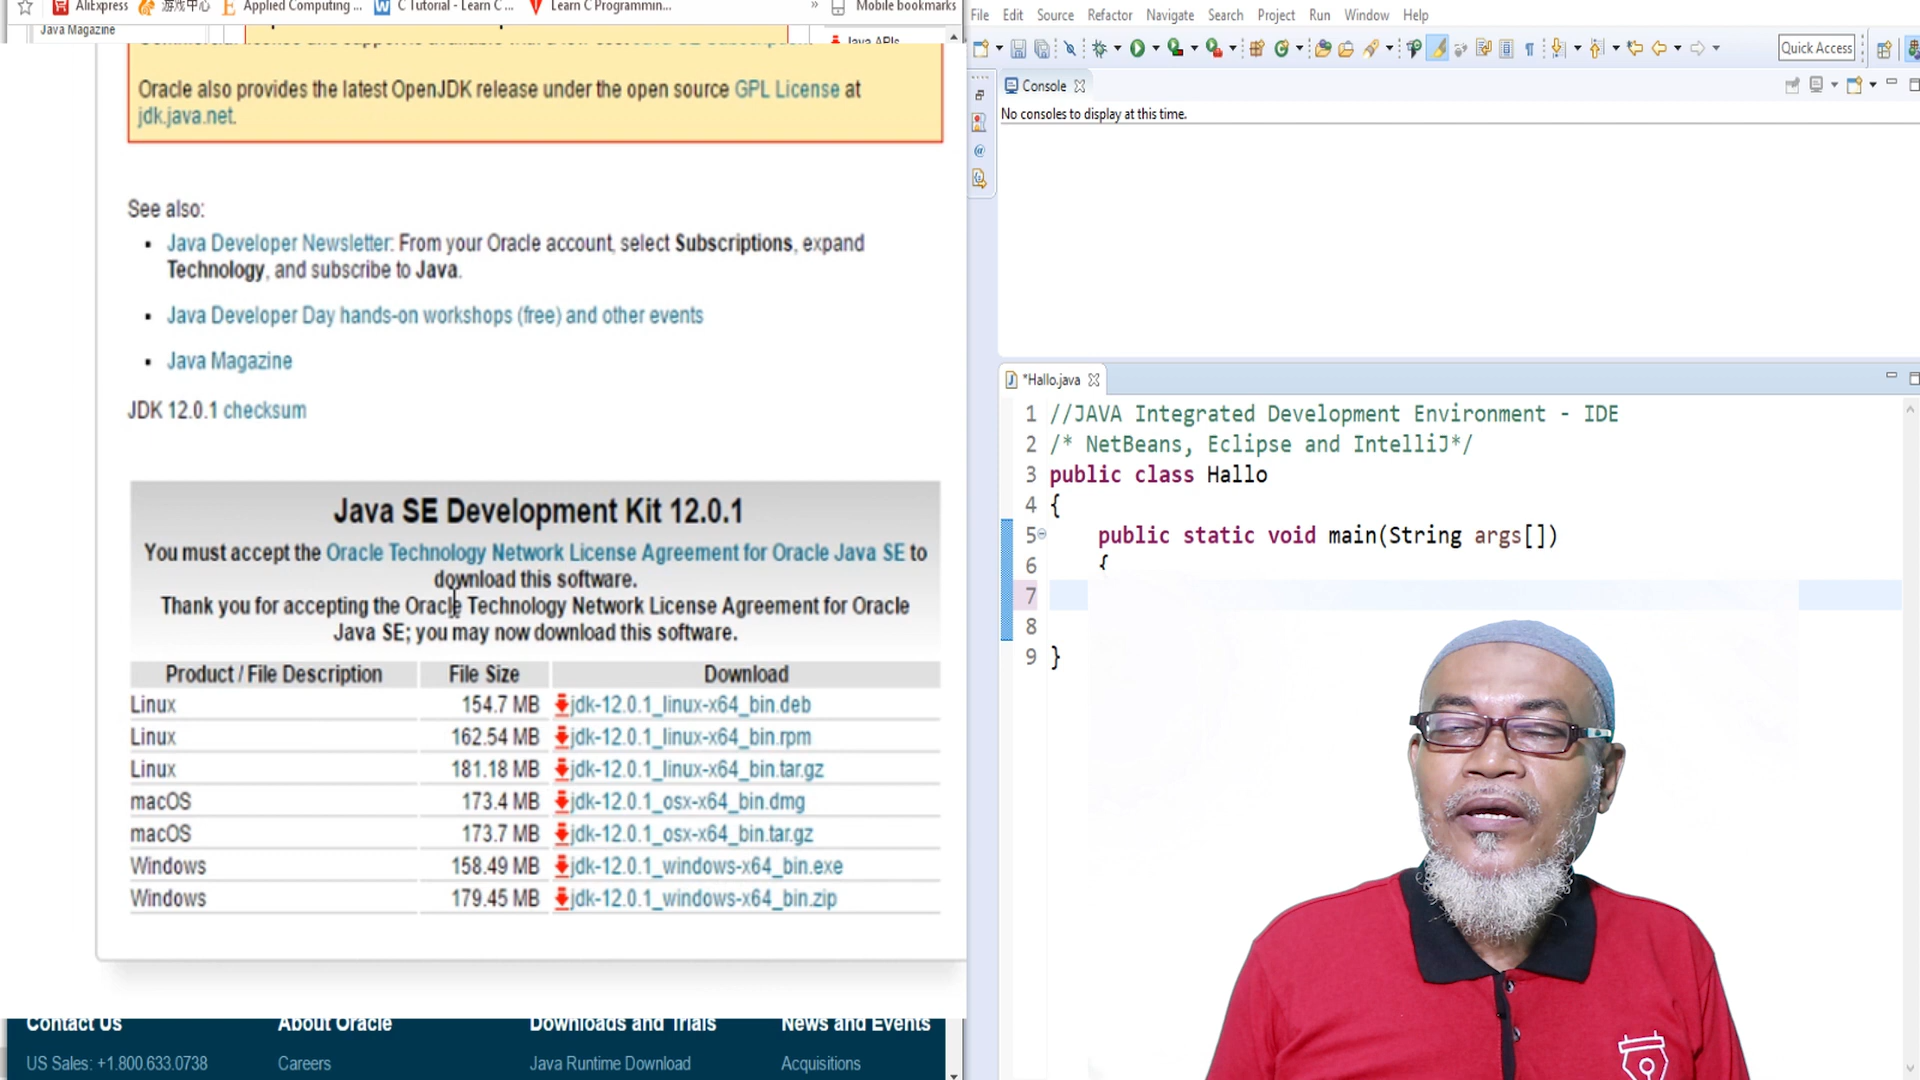 AliExpress 游戏中心 Applied Computing ... C Tutorial - Learn C ... Learn C Programmin... » Mobile bookmarks
Java Magazine
Java APIs
Oracle also provides the latest OpenJDK release under the open source GPL License at
jdk.java.net.
See also:
Java Developer Newsletter: From your Oracle account, select Subscriptions, expand
Technology, and subscribe to Java.
Java Developer Day hands-on workshops (free) and other events
Java Magazine
JDK 12.0.1 checksum
Java SE Development Kit 12.0.1
You must accept the Oracle Technology Network License Agreement for Oracle Java SE to
download this software.
Thank you for accepting the Oracle Technology Network License Agreement for Oracle
Java SE; you may now download this software.
Product / File Description File Size Download
Linux 154.7 MB jdk-12.0.1_linux-x64_bin.deb
Linux 162.54 MB jdk-12.0.1_linux-x64_bin.rpm
Linux 181.18 MB jdk-12.0.1_linux-x64_bin.tar.gz
macOS 173.4 MB jdk-12.0.1_osx-x64_bin.dmg
macOS 173.7 MB jdk-12.0.1_osx-x64_bin.tar.gz
Windows 158.49 MB jdk-12.0.1_windows-x64_bin.exe
Windows 179.45 MB jdk-12.0.1_windows-x64_bin.zip
Contact Us About Oracle Downloads and Trials News and Events
US Sales: +1.800.633.0738 Careers Java Runtime Download Acquisitions
File Edit Source Refactor Navigate Search Project Run Window Help
Quick Access
Console
No consoles to display at this time.
*Hallo.java
1 //JAVA Integrated Development Environment - IDE
2 /* NetBeans, Eclipse and IntelliJ*/
3 public class Hallo
4 {
5 public static void main(String args[])
6 {
7
8
9 }